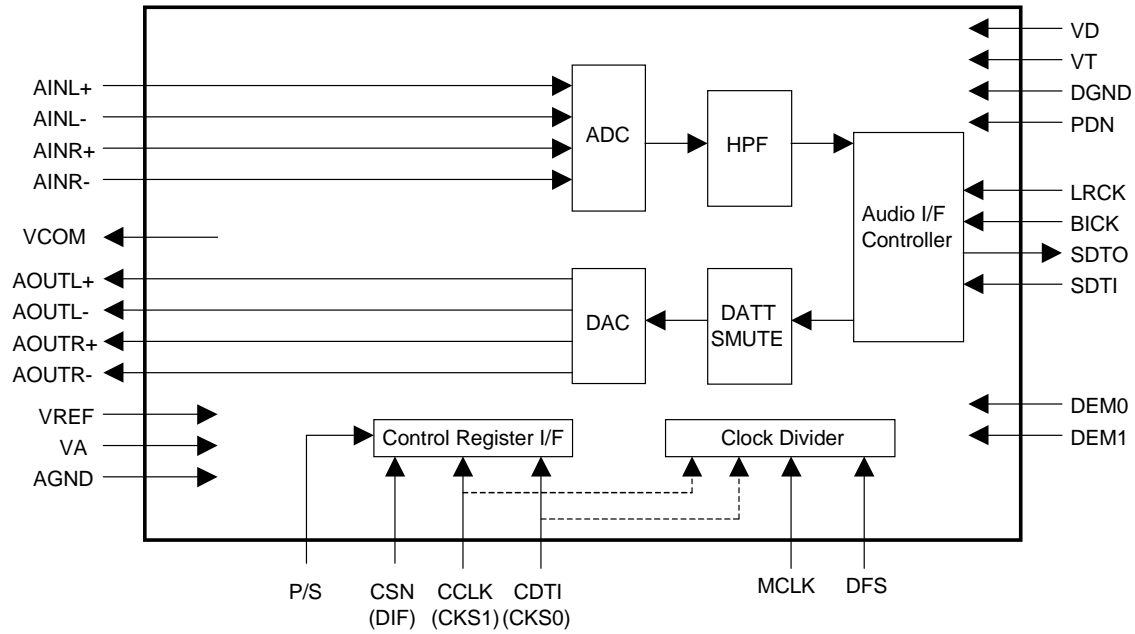 VD
VT
DGND
PDN
AINL+
AINL-
AINR+
AINR-
ADC
HPF
Audio I/F
Controller
LRCK
BICK
SDTO
SDTI
VCOM
AOUTL+
AOUTL-
AOUTR+
AOUTR-
DAC
DATT
SMUTE
VREF
VA
AGND
Control Register I/F
Clock Divider
DEM0
DEM1
P/S
CSN
(DIF)
CCLK
(CKS1)
CDTI
(CKS0)
MCLK
DFS